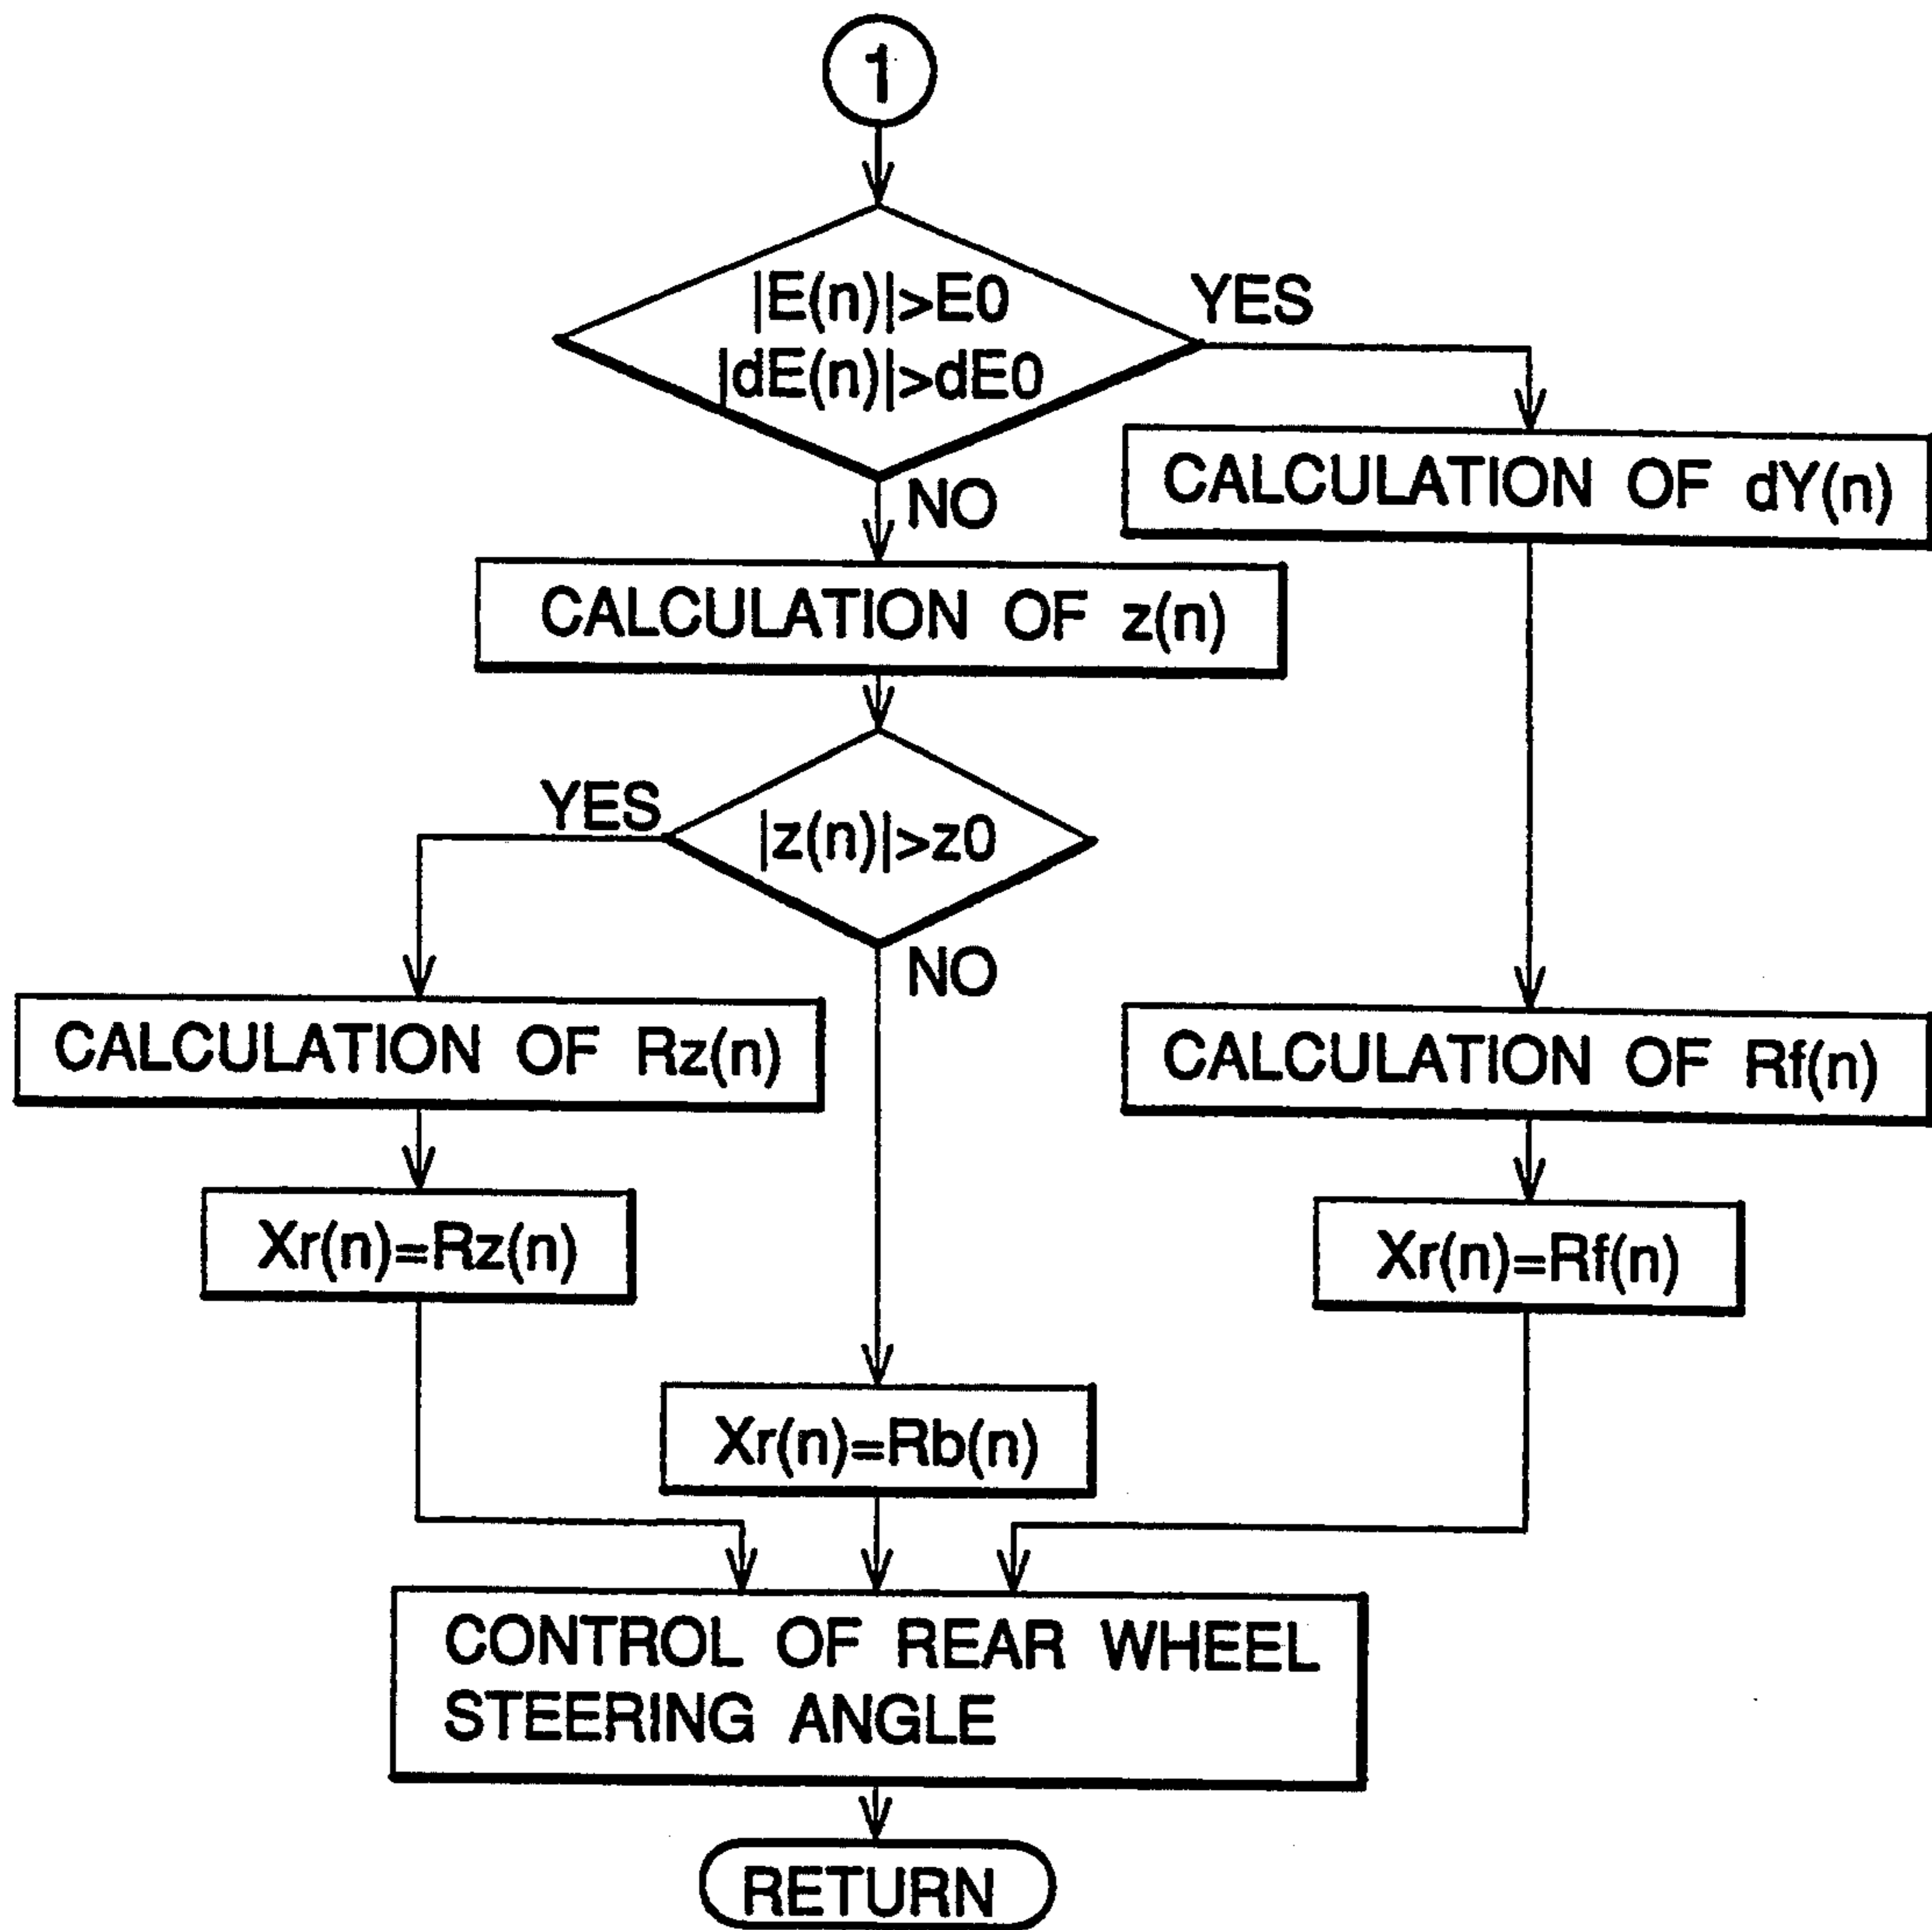 1
|E(n)|>E0
|dE(n)|>dE0
YES
CALCULATION OF dY(n)
NO
CALCULATION OF z(n)
YES
|z(n)|>z0
NO
CALCULATION OF Rz(n)
CALCULATION OF Rf(n)
Xr(n)=Rz(n)
Xr(n)=Rf(n)
Xr(n)=Rb(n)
CONTROL OF REAR WHEEL
STEERING ANGLE
RETURN